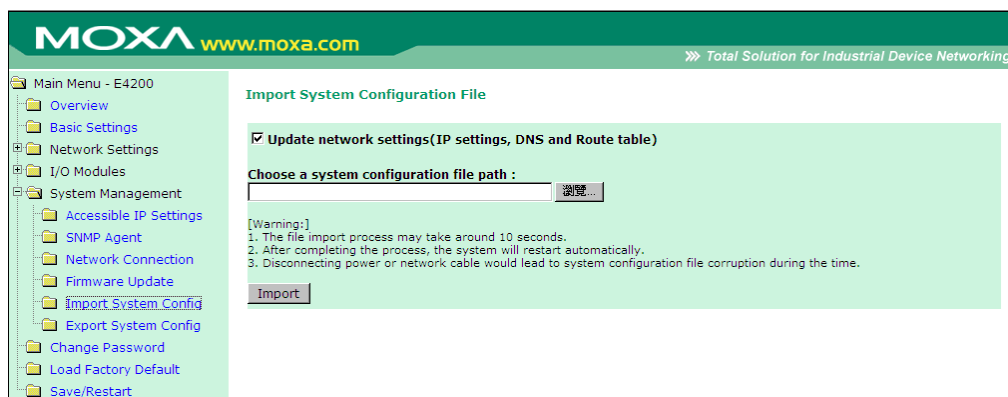 MOXA www.moxa.com
Total Solution for Industrial Device Networking
Main Menu - E4200
Overview
Basic Settings
Network Settings
I/O Modules
System Management
Accessible IP Settings
SNMP Agent
Network Connection
Firmware Update
Import System Config
Export System Config
Change Password
Load Factory Default
Save/Restart
Import System Configuration File
Update network settings(IP settings, DNS and Route table)
Choose a system configuration file path :
瀏覽...
[Warning:]
1. The file import process may take around 10 seconds.
2. After completing the process, the system will restart automatically.
3. Disconnecting power or network cable would lead to system configuration file corruption during the time.
Import